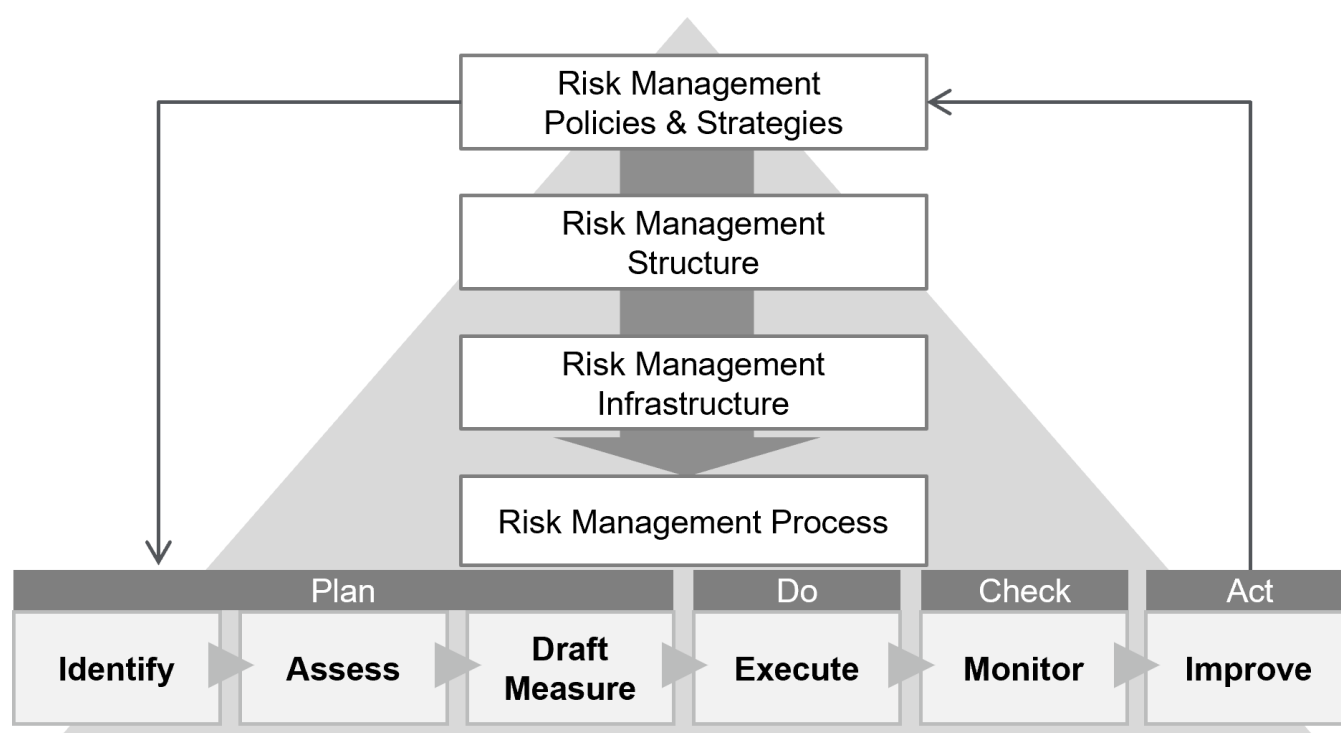 Risk Management
Policies & Strategies
Risk Management
Structure
Risk Management
Infrastructure
Risk Management Process
Plan
Do
Check
Act
Identify
Assess
Draft
Measure
Execute
Monitor
Improve